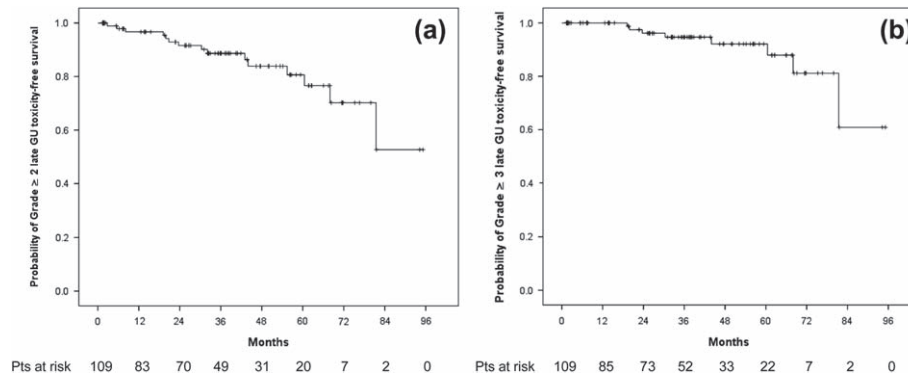 (a)
Probability of Grade ≥ 2 late GU toxicity-free survival
1.0
0.8
0.6
0.4
0.2
0.0
0 12 24 36 48 60 72 84 96
Months
Pts at risk 109 83 70 49 31 20 7 2 0
(b)
Probability of Grade ≥ 3 late GU toxicity-free survival
1.0
0.8
0.6
0.4
0.2
0.0
0 12 24 36 48 60 72 84 96
Months
Pts at risk 109 85 73 52 33 22 7 2 0